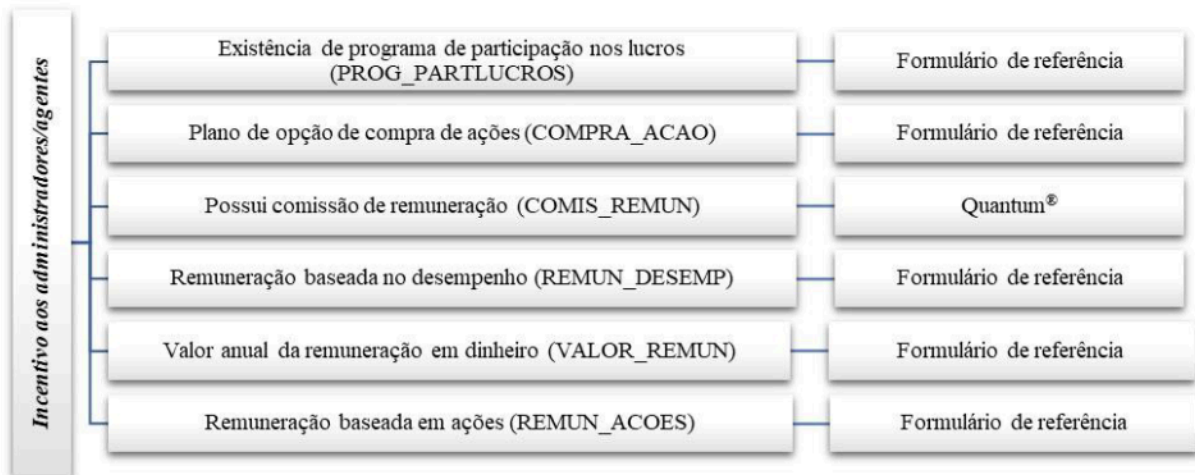 Incentivo aos administradores/agentes
Existência de programa de participação nos lucros
(PROG_PARTLUCROS)
Formulário de referência
Plano de opção de compra de ações (COMPRA_ACAO)
Formulário de referência
Possui comissão de remuneração (COMIS_REMUN)
Quantum®
Remuneração baseada no desempenho (REMUN_DESEMP)
Formulário de referência
Valor anual da remuneração em dinheiro (VALOR_REMUN)
Formulário de referência
Remuneração baseada em ações (REMUN_ACOES)
Formulário de referência